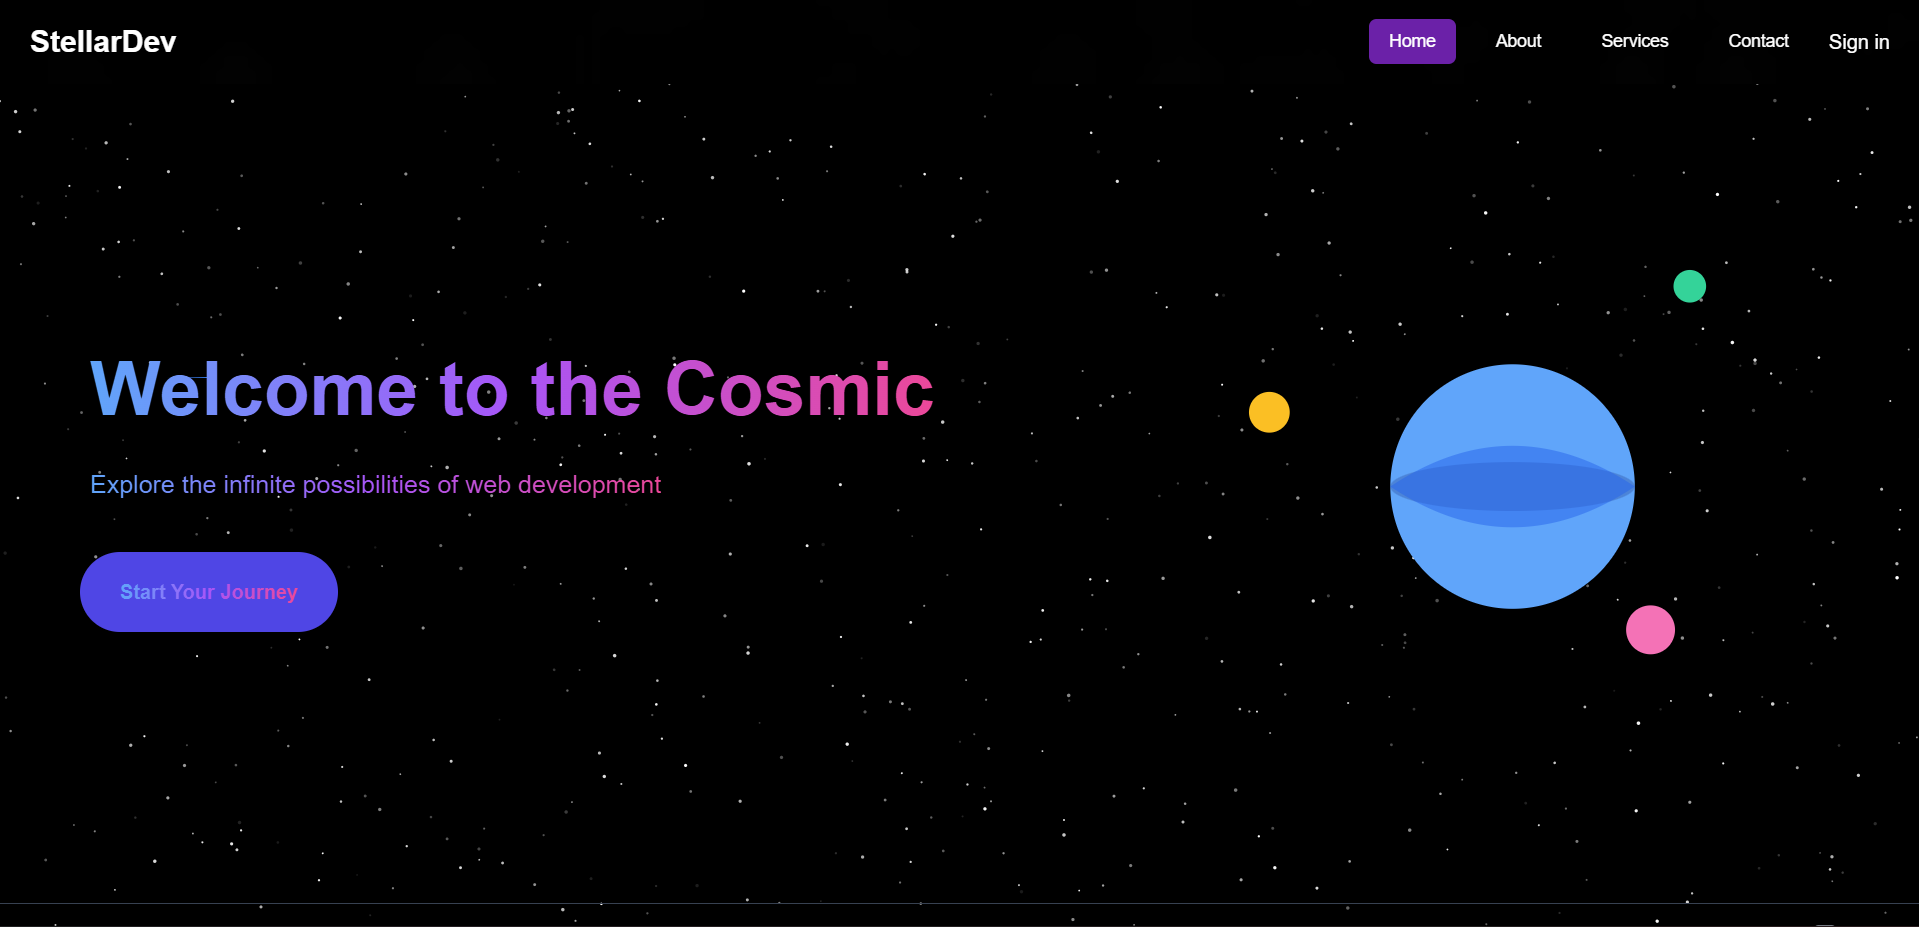 StellarDev
Home About Services Contact Sign in
Welcome to the Cosmic
Explore the infinite possibilities of web development
Start Your Journey